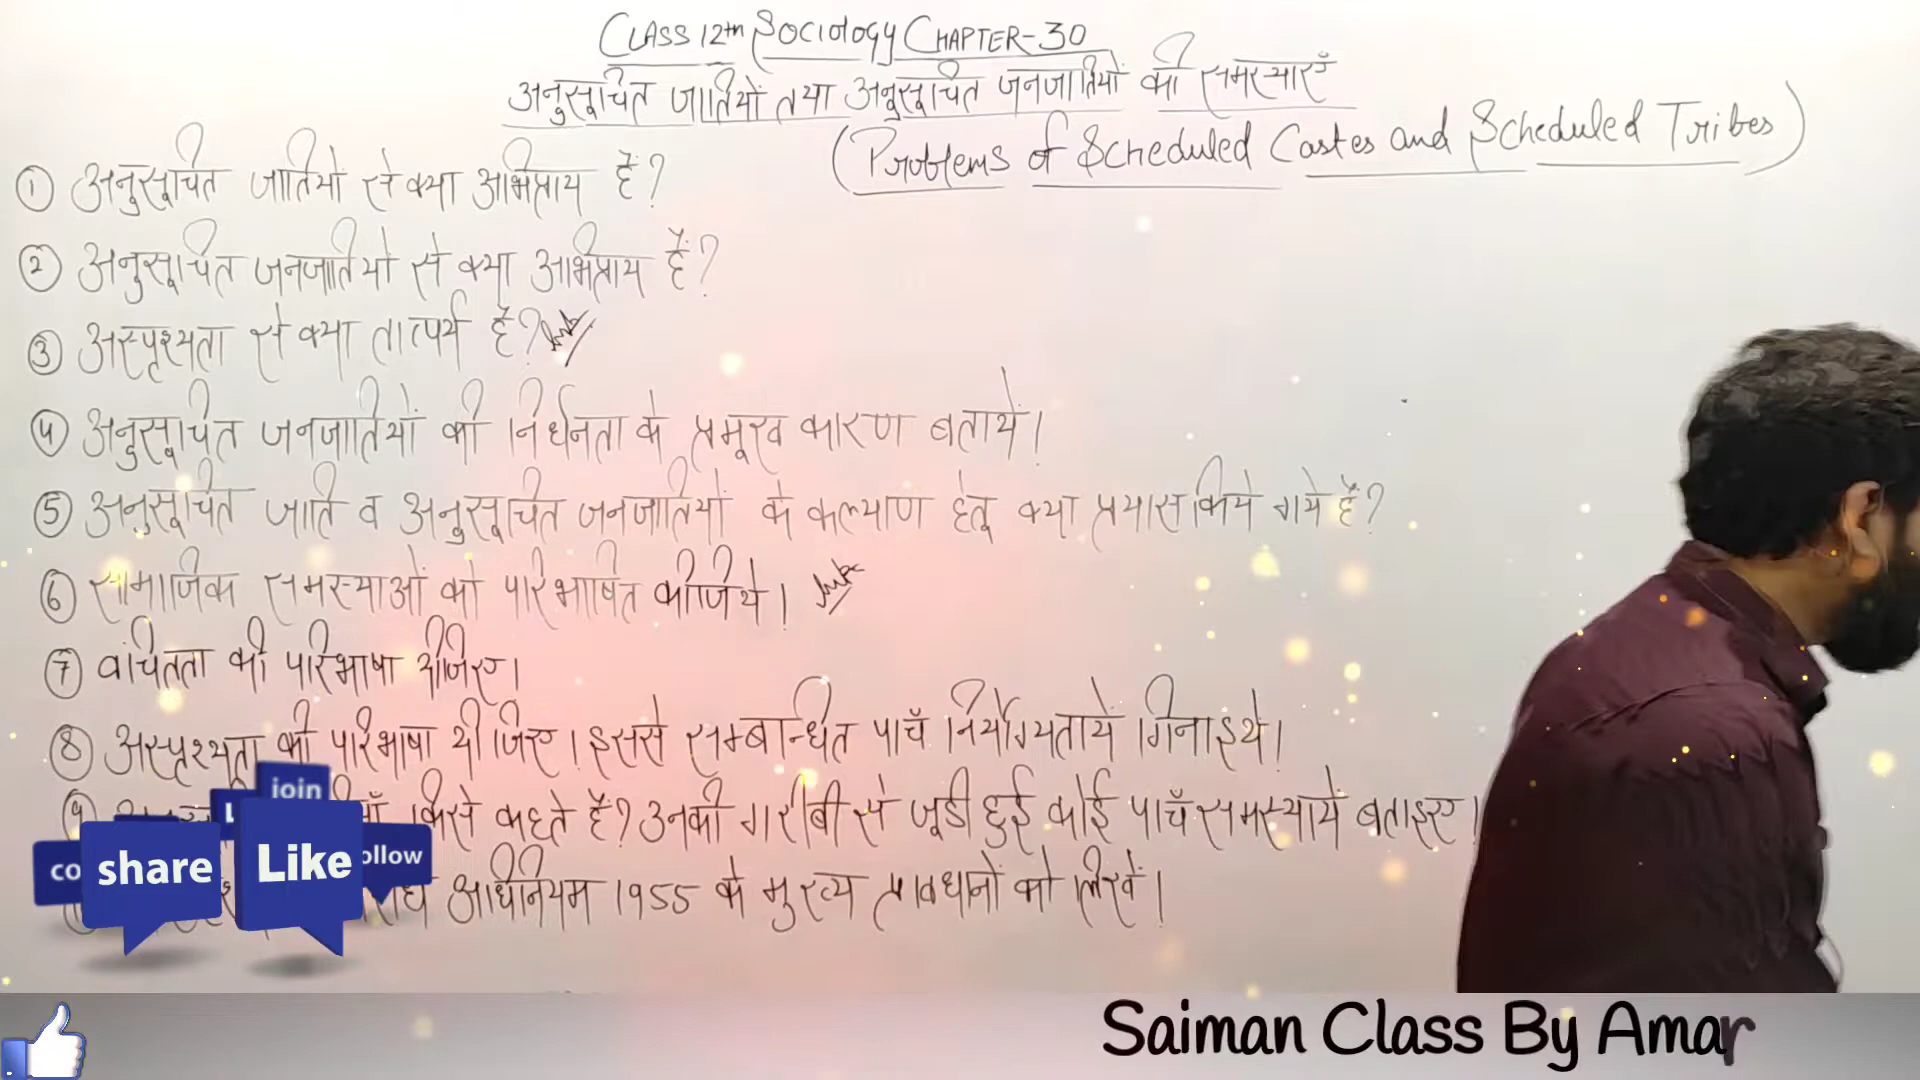 CLASS 12th SOCIOLOGY CHAPTER-30
अनुसूचित जातियों तथा अनुसूचित जनजातियों की समस्याएँ
(Problems of Scheduled Castes and Scheduled Tribes)
① अनुसूचित जातियो से क्या अभिप्राय है?
② अनुसूचित जनजातियो से क्या अभिप्राय है?
③ अस्पृश्यता से क्या तात्पर्य है?
④ अनुसूचित जनजातियों की निर्धनता के प्रमूख कारण बतायें।
⑤ अनुसूचित जाति व अनुसूचित जनजातियों के कल्याण हेतू क्या प्रयास किये गये है?
⑥ सामाजिक समस्याओं को परिभाषित कीजिये।
⑦ वंचितता की परिभाषा दीजिए।
⑧ अस्पृश्यता की परिभाषा दीजिए। इससे सम्बान्धित पाँच निर्योग्यतायें गिनाइये।
किसे कहते है? उनकी गरीबी से जूडी हुई कोई पाँच समस्यायें बताइए।
अधिनियम 1955 के मुख्य प्रावधानों को लिखें।
join
share
Like
ollow
co
Saiman Class By Amar